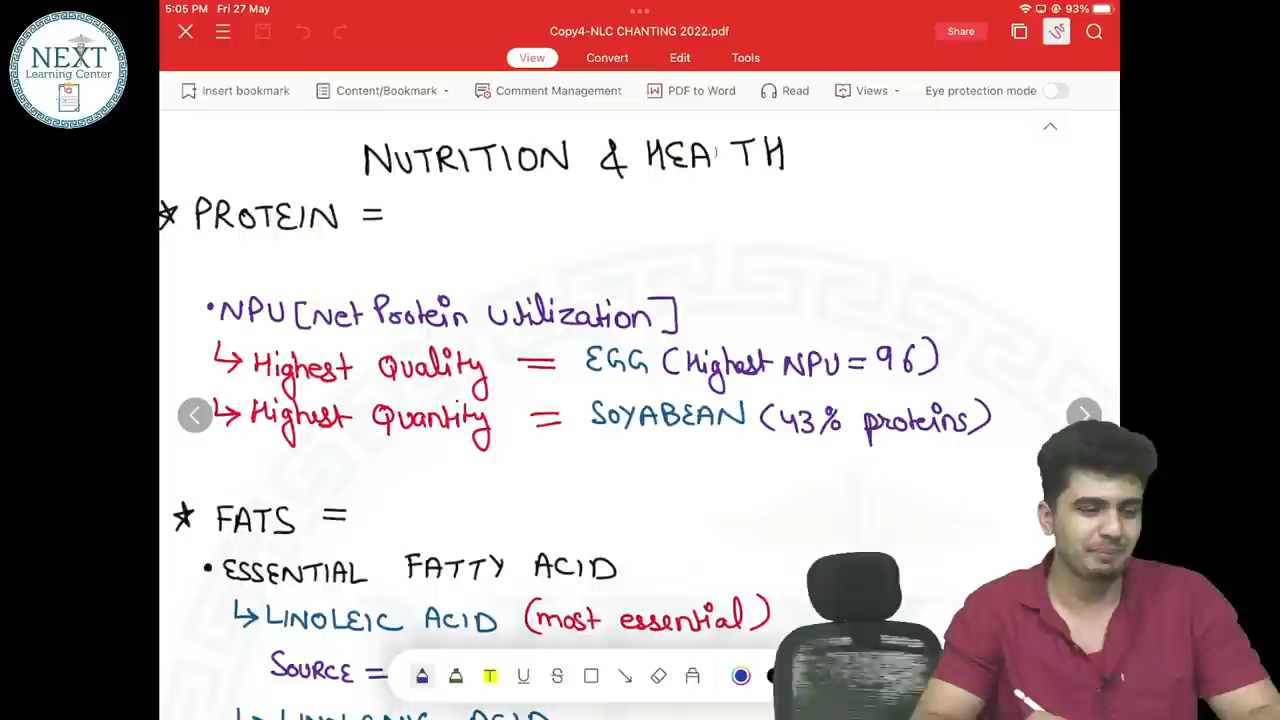 5:05 PM Fri 27 May
93%
NEXT
Learning Center
Copy4-NLC CHANTING 2022.pdf
Share
View Convert Edit Tools
Insert bookmark Content/Bookmark Comment Management PDF to Word Read Views Eye protection mode
NUTRITION & HEA TH
★ PROTEIN =
• NPU [Net Protein Utilization]
↳ Highest Quality = EGG (Highest NPU = 96)
↳ Highest Quantity = SOYABEAN (43% proteins)
★ FATS =
• ESSENTIAL FATTY ACID
↳ LINOLEIC ACID (most essential)
SOURCE =
T U S